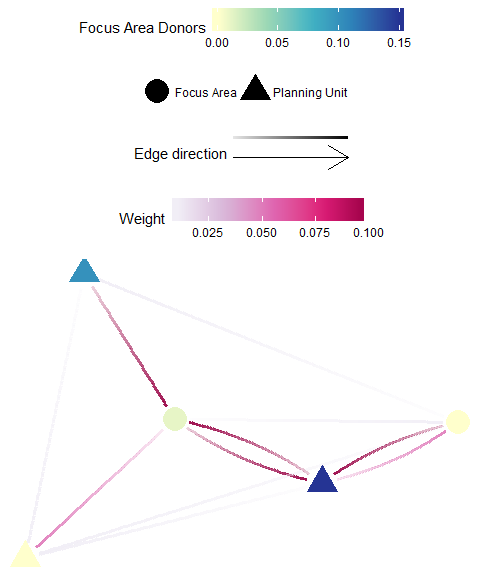 Focus Area Donors
0.00 0.05 0.10 0.15
Focus Area Planning Unit
Edge direction
Weight
0.025 0.050 0.075 0.100